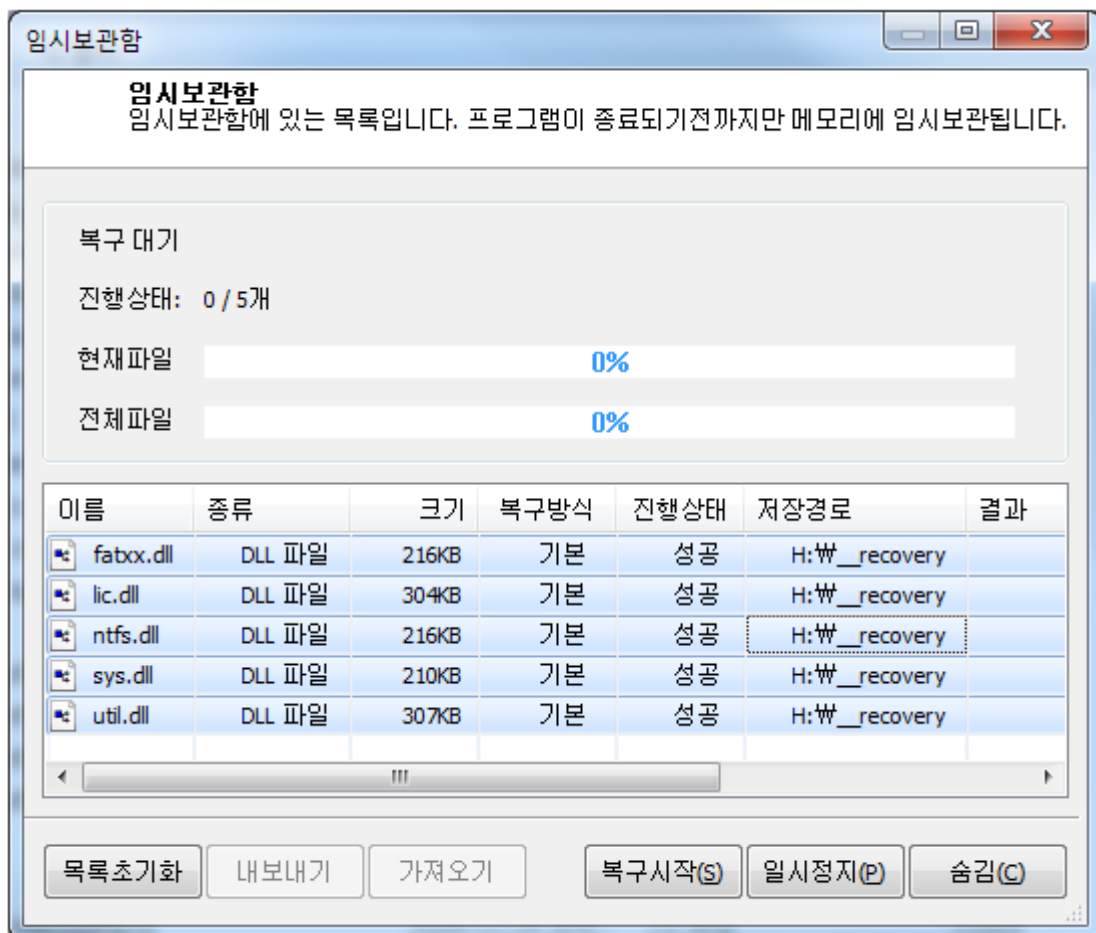 임시보관함
임시보관함
임시보관함에 있는 목록입니다. 프로그램이 종료되기전까지만 메모리에 임시보관됩니다.
복구 대기
진행상태: 0 / 5개
현재파일 0%
전체파일 0%
이름 종류 크기 복구방식 진행상태 저장경로 결과
fatxx.dll DLL 파일 216KB 기본 성공 H:₩__recovery
lic.dll DLL 파일 304KB 기본 성공 H:₩__recovery
ntfs.dll DLL 파일 216KB 기본 성공 H:₩__recovery
sys.dll DLL 파일 210KB 기본 성공 H:₩__recovery
util.dll DLL 파일 307KB 기본 성공 H:₩__recovery
목록초기화 내보내기 가져오기 복구시작(S) 일시정지(P) 숨김(C)